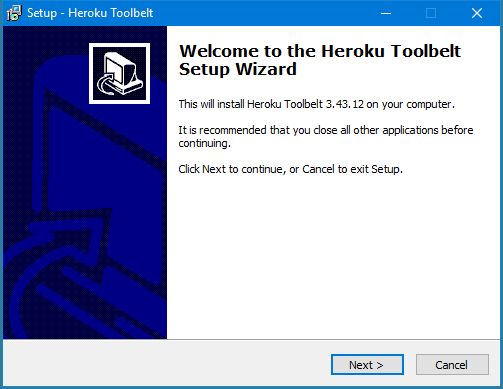 Setup - Heroku Toolbelt
Welcome to the Heroku Toolbelt
Setup Wizard
This will install Heroku Toolbelt 3.43.12 on your computer.
It is recommended that you close all other applications before
continuing.
Click Next to continue, or Cancel to exit Setup.
Next >
Cancel